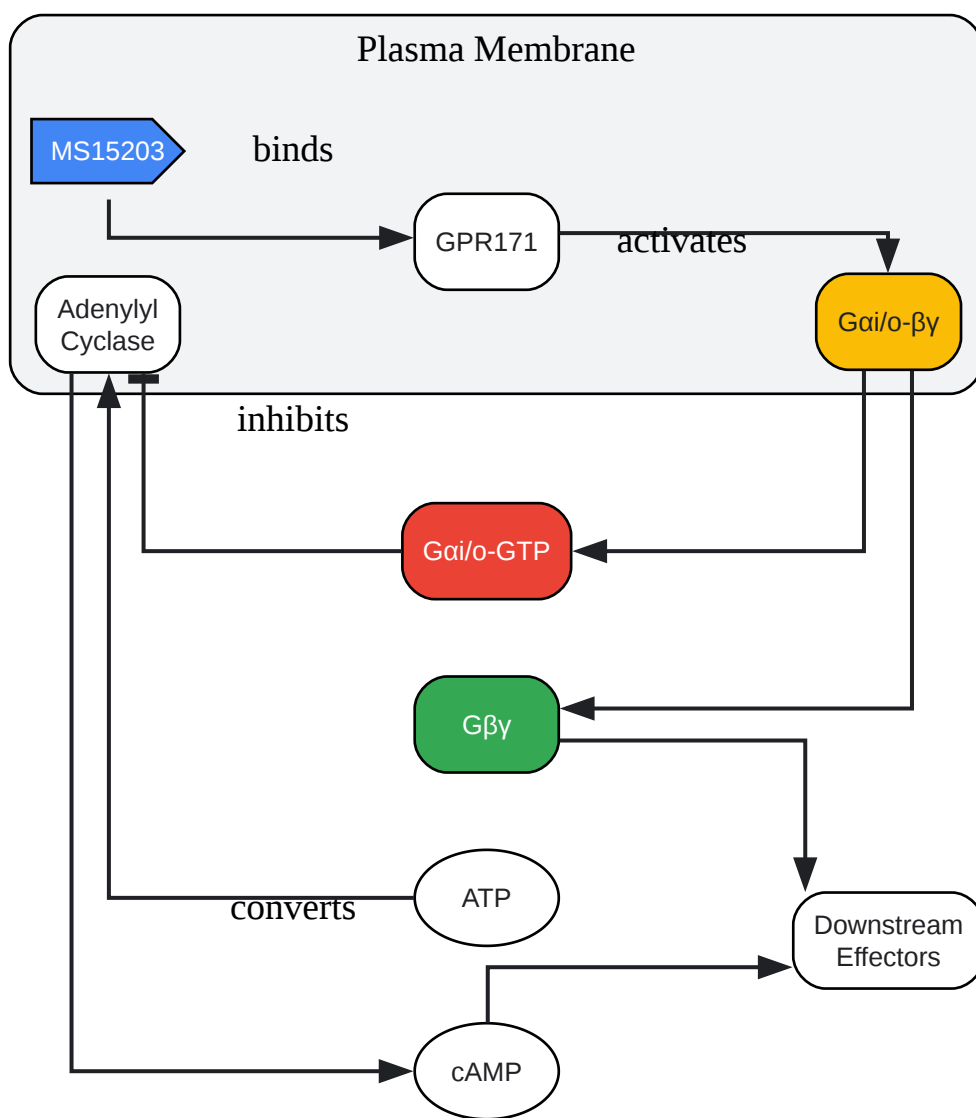 Plasma Membrane
MS15203
binds
GPR171
activates
Adenylyl
Cyclase
Gαi/o-βγ
inhibits
Gαi/o-GTP
Gβγ
ATP
converts
Downstream
Effectors
cAMP